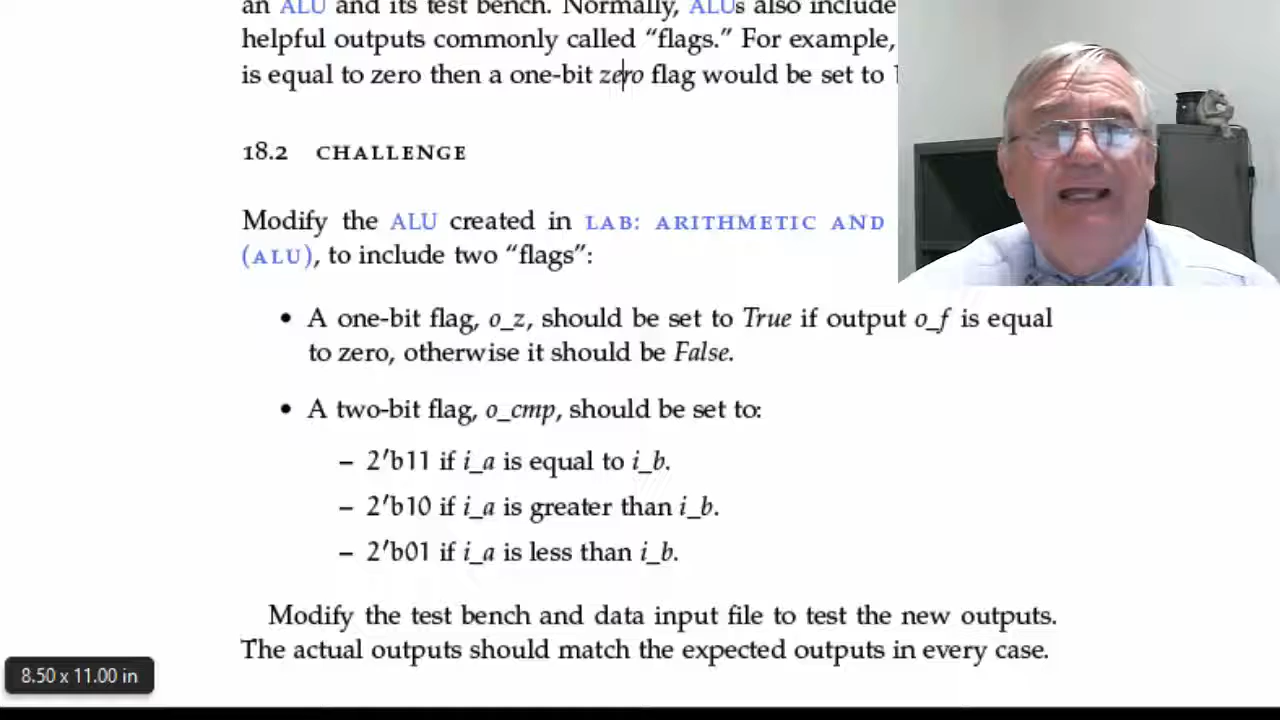 an ALU and its test bench. Normally, ALUs also include
helpful outputs commonly called “flags.” For example,
is equal to zero then a one-bit zero flag would be set to
18.2 CHALLENGE
Modify the ALU created in LAB: ARITHMETIC AND
(ALU), to include two “flags”:
• A one-bit flag, o_z, should be set to True if output o_f is equal
to zero, otherwise it should be False.
• A two-bit flag, o_cmp, should be set to:
– 2′b11 if i_a is equal to i_b.
– 2′b10 if i_a is greater than i_b.
– 2′b01 if i_a is less than i_b.
Modify the test bench and data input file to test the new outputs.
The actual outputs should match the expected outputs in every case.
8.50 x 11.00 in